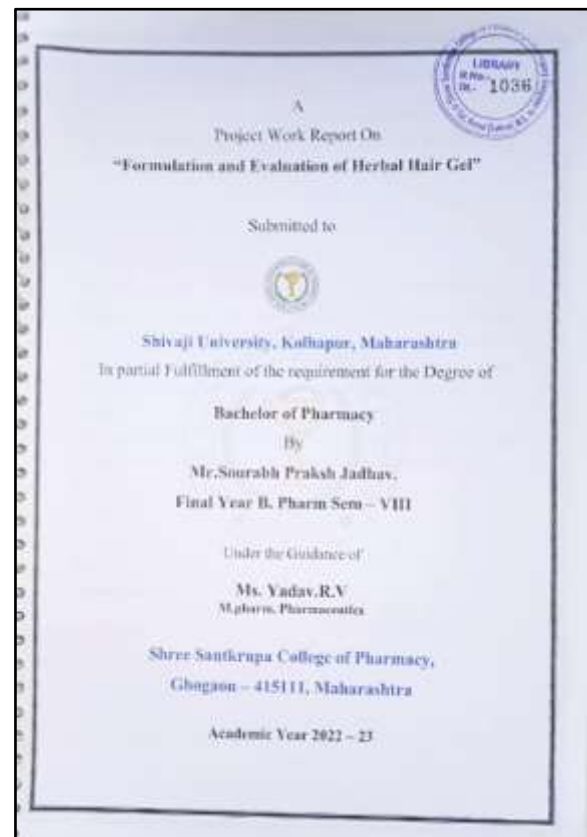 LIBRARY
R.No.
1036
A
Project Work Report On
“Formulation and Evaluation of Herbal Hair Gel”
Submitted to
Shivaji University, Kolhapur, Maharashtra
In partial Fulfillment of the requirement for the Degree of
Bachelor of Pharmacy
By
Mr.Sourabh Praksh Jadhav.
Final Year B. Pharm Sem – VIII
Under the Guidance of
Ms. Yadav.R.V
M.pharm, Pharmaceutics
Shree Santkrupa College of Pharmacy,
Ghogaon – 415111, Maharashtra
Academic Year 2022 – 23